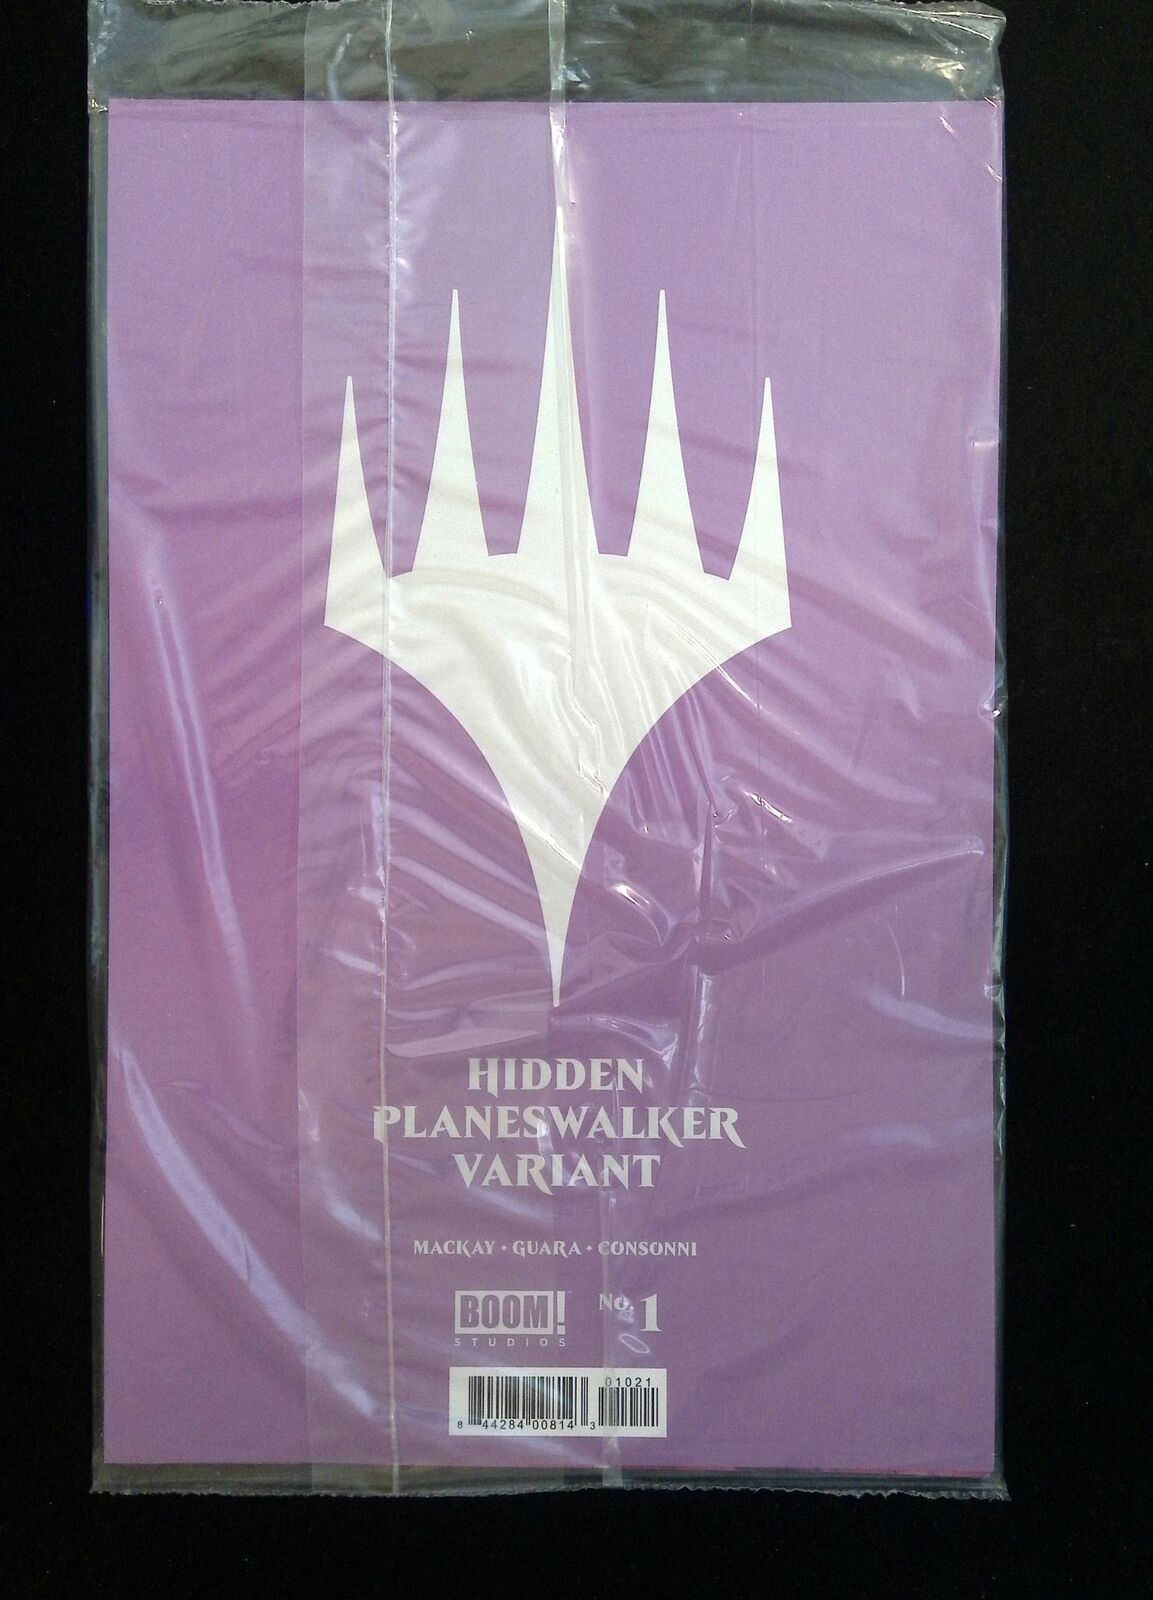 HIDDEN
PLANESWALKER
VARIANT
MACKAY • GUARA • CONSONNI
BOOM! No. 1
STUDIOS
01021
8 44284 00814 3